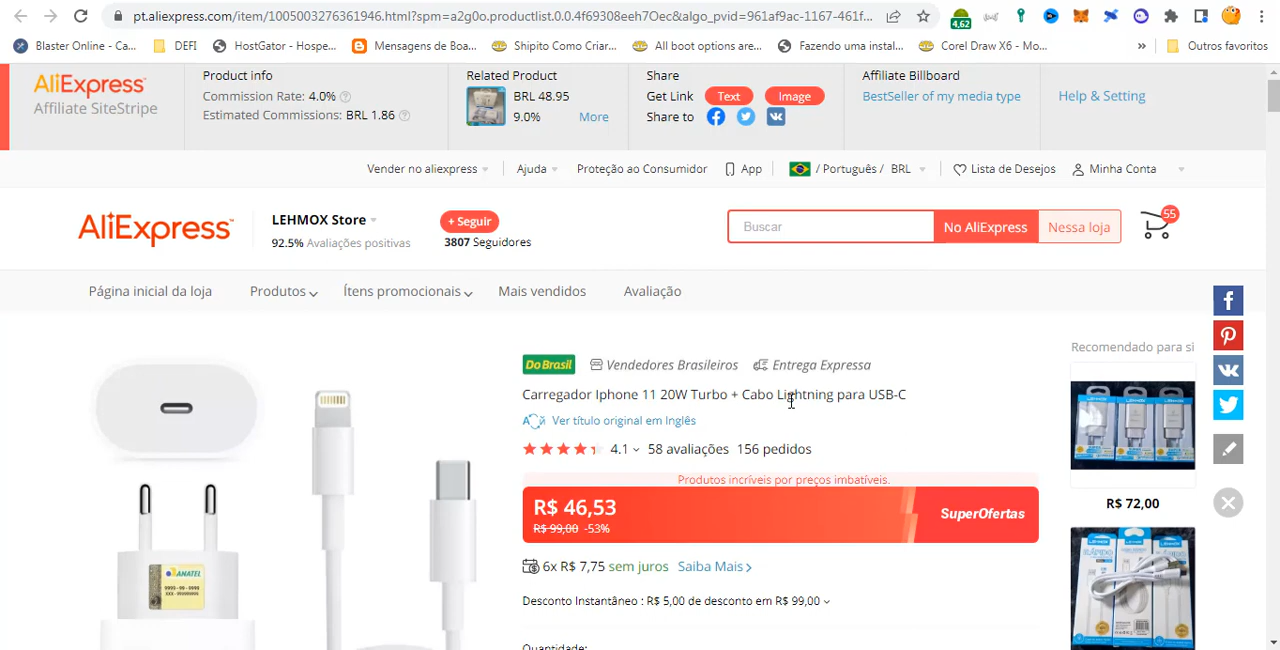 pt.aliexpress.com/item/1005003276361946.html?spm=a2g0o.productlist.0.0.4f69308eeh7Oec&algo_pvid=961af9ac-1167-461f...
4,62
Blaster Online - Ca...
DEFI
HostGator - Hospe...
Mensagens de Boa...
Shipito Como Criar...
All boot options are...
Fazendo uma instal...
Corel Draw X6 - Mo...
»
Outros favoritos
AliExpress
Affiliate SiteStripe
Product info
Commission Rate: 4.0%
Estimated Commissions: BRL 1.86
Related Product
BRL 48.95
9.0%
More
Share
Get Link Text Image
Share to
Affiliate Billboard
BestSeller of my media type
Help & Setting
Vender no aliexpress
Ajuda
Proteção ao Consumidor
App
/ Português / BRL
Lista de Desejos
Minha Conta
AliExpress
LEHMOX Store
92.5% Avaliações positivas
+ Seguir
3807 Seguidores
Buscar
No AliExpress
Nessa loja
55
Página inicial da loja
Produtos
Ítens promocionais
Mais vendidos
Avaliação
Do Brasil
Vendedores Brasileiros
Entrega Expressa
Carregador Iphone 11 20W Turbo + Cabo Lightning para USB-C
Ver título original em Inglês
4.1 58 avaliações 156 pedidos
Produtos incríveis por preços imbatíveis.
R$ 46,53
R$ 99,00 -53%
SuperOfertas
6x R$ 7,75 sem juros Saiba Mais
Desconto Instantâneo : R$ 5,00 de desconto em R$ 99,00
Quantidade:
ANATEL
Recomendado para si
R$ 72,00
LEHMOX